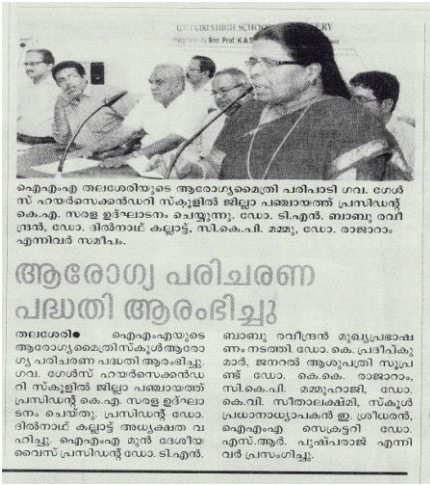 GOVT GIRLS HIGH SCHOOL
Smt. Prof. K.A.S
ഐഎംഎ തലശേരിയുടെ ആരോഗ്യമൈത്രി പരിപാടി ഗവ. ഗേൾ
സ് ഹയർസെക്കൻഡറി സ്കൂളിൽ ജില്ലാ പഞ്ചായത്ത് പ്രസിഡന്റ്
കെ.എ. സരള ഉദ്ഘാടനം ചെയ്യുന്നു. ഡോ. ടി.എൻ. ബാബു രവീ
ന്ദ്രൻ, ഡോ. ദിൽനാഥ് കല്ലാട്ട്, സി.കെ.പി. മമ്മു, ഡോ. രാജാറാം
എന്നിവർ സമീപം.
ആരോഗ്യ പരിചരണ
പദ്ധതി ആരംഭിച്ചു
തലശേരി● ഐഎംഎയുടെ
ആരോഗ്യമൈത്രിസ്കൂൾആരോ
ഗ്യ പരിചരണ പദ്ധതി ആരംഭിച്ചു.
ഗവ. ഗേൾസ് ഹയർസെക്കൻഡ
റി സ്കൂളിൽ ജില്ലാ പഞ്ചായത്ത്
പ്രസിഡന്റ് കെ.എ. സരള ഉദ്ഘാ
ടനം ചെയ്തു. പ്രസിഡന്റ് ഡോ.
ദിൽനാഥ് കല്ലാട്ട് അധ്യക്ഷത വ
ഹിച്ചു. ഐഎംഎ മുൻ ദേശീയ
വൈസ് പ്രസിഡന്റ് ഡോ. ടി.എൻ.
ബാബു രവീന്ദ്രൻ മുഖ്യപ്രഭാഷ
ണം നടത്തി. ഡോ. കെ. പ്രദീപ്കു
മാർ, ജനറൽ ആശുപത്രി സൂപ്ര
ണ്ട് ഡോ. കെ.കെ. രാജാറാം,
സി.കെ.പി. മമ്മുഹാജി, ഡോ.
കെ.വി. സീതാലക്ഷ്മി, സ്കൂൾ
പ്രധാനാധ്യാപകൻ ഇ. ശ്രീധരൻ,
ഐഎംഎ സെക്രട്ടറി ഡോ.
എസ്.ആർ. പുഷ്പരാജ് എന്നി
വർ പ്രസംഗിച്ചു.